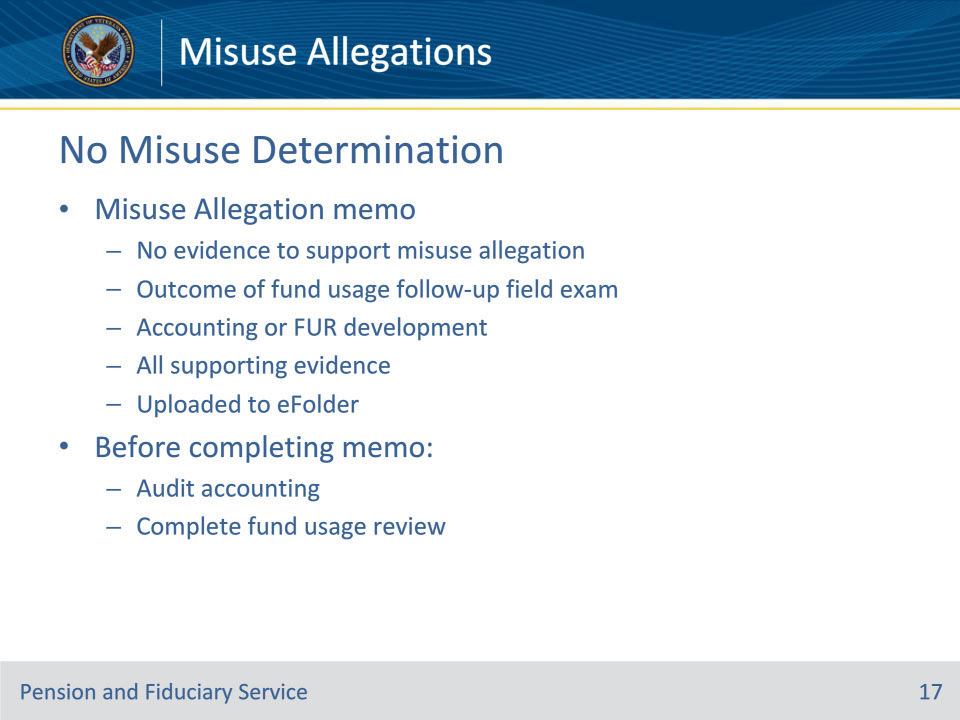 Misuse Allegations
No Misuse Determination
• Misuse Allegation memo
– No evidence to support misuse allegation
– Outcome of fund usage follow-up field exam
– Accounting or FUR development
– All supporting evidence
– Uploaded to eFolder
• Before completing memo:
– Audit accounting
– Complete fund usage review
Pension and Fiduciary Service
17